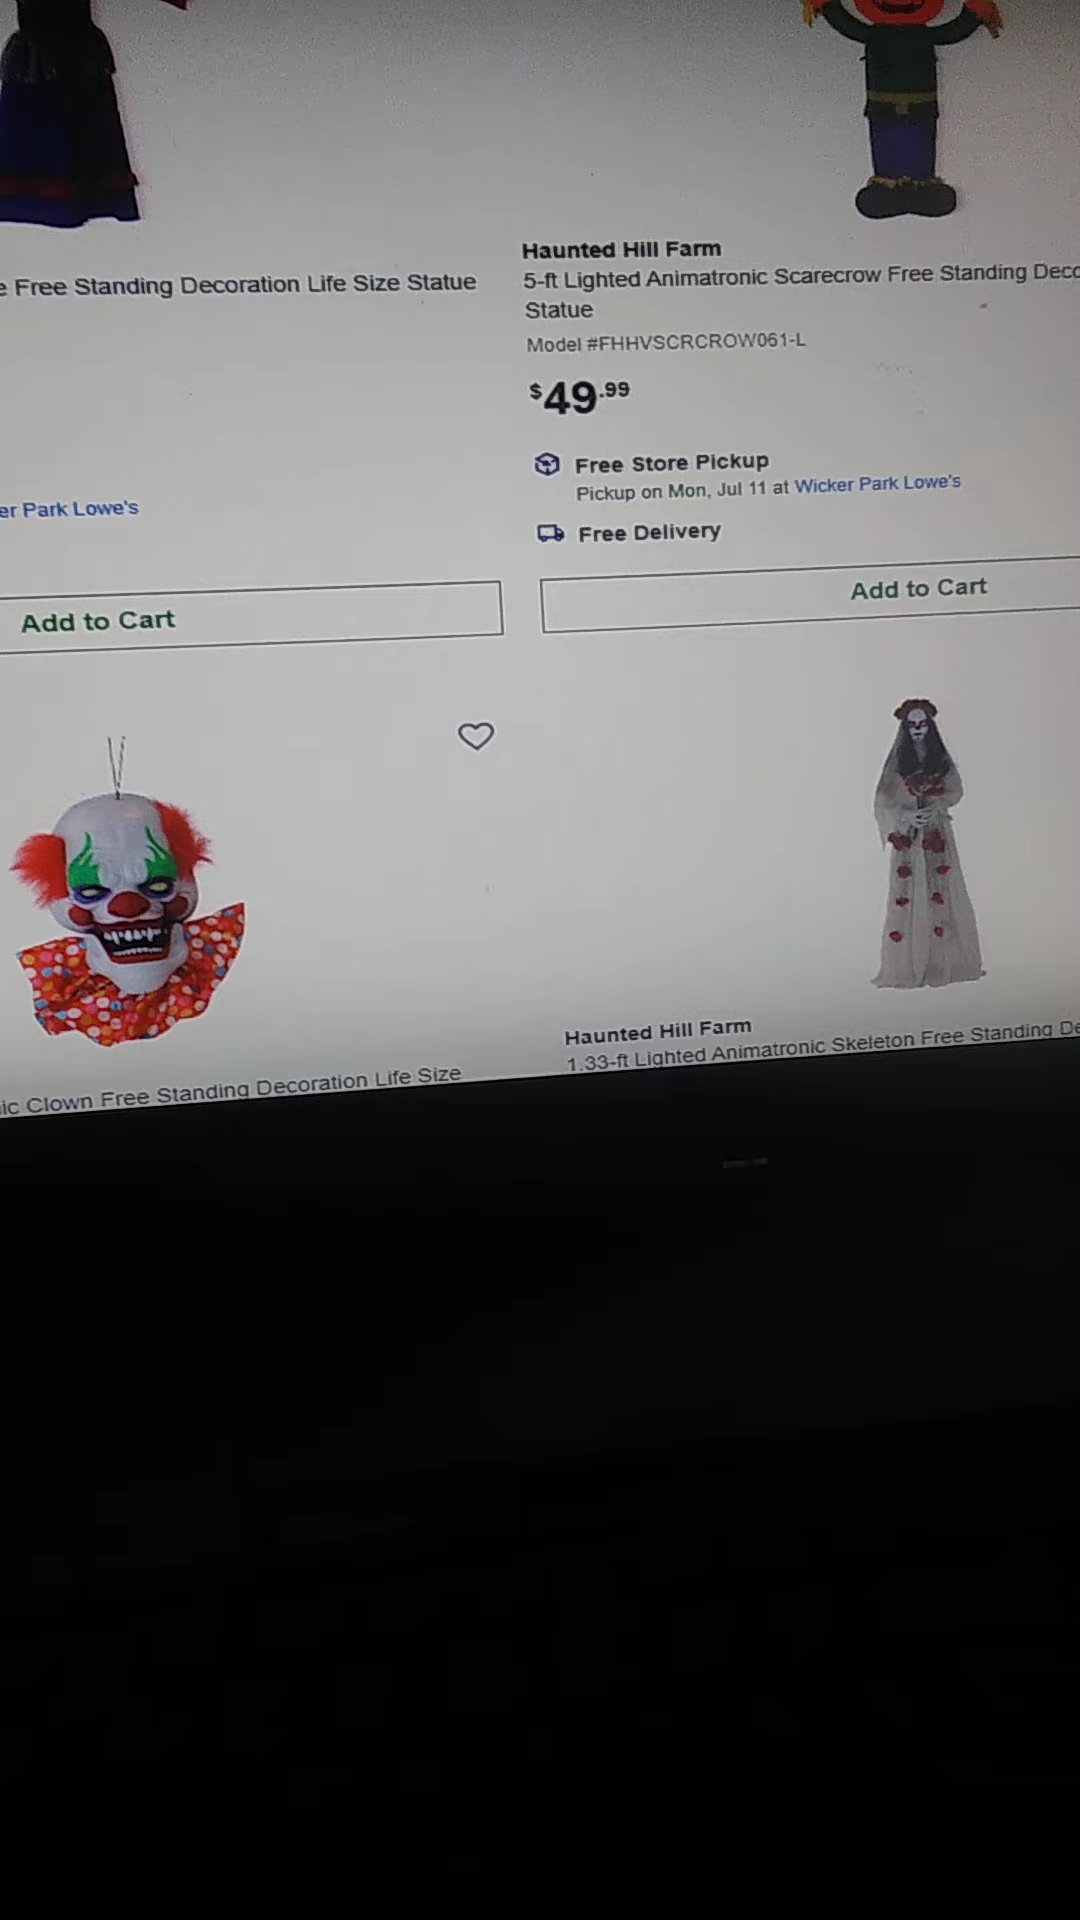 Free Standing Decoration Life Size Statue
er Park Lowe's
Add to Cart
Haunted Hill Farm
5-ft Lighted Animatronic Scarecrow Free Standing Deco
Statue
Model #FHHVSCRCROW061-L
$49.99
Free Store Pickup
Pickup on Mon, Jul 11 at Wicker Park Lowe's
Free Delivery
Add to Cart
ic Clown Free Standing Decoration Life Size
Haunted Hill Farm
1.33-ft Lighted Animatronic Skeleton Free Standing De